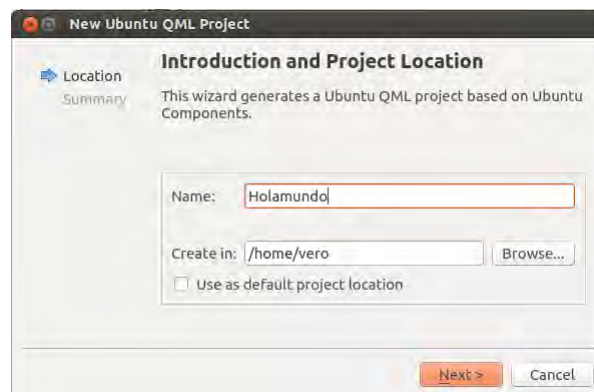 New Ubuntu QML Project
Location
Summary
Introduction and Project Location
This wizard generates a Ubuntu QML project based on Ubuntu
Components.
Name: Holamundo
Create in: /home/vero Browse...
Use as default project location
Next > Cancel